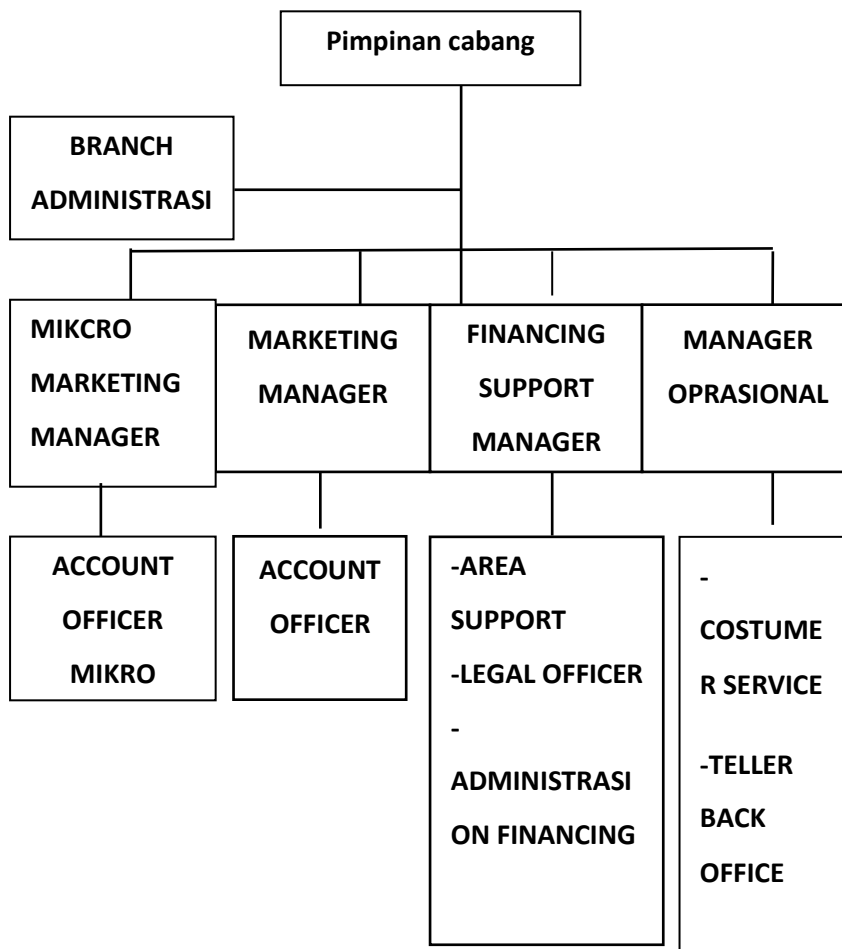 Pimpinan cabang
BRANCH
ADMINISTRASI
MIKCRO
MARKETING
MANAGER
MARKETING
MANAGER
FINANCING
SUPPORT
MANAGER
MANAGER
OPRASIONAL
ACCOUNT
OFFICER
MIKRO
ACCOUNT
OFFICER
-AREA
SUPPORT
-LEGAL OFFICER
-
ADMINISTRASI
ON FINANCING
-
COSTUME
R SERVICE
-TELLER
BACK
OFFICE